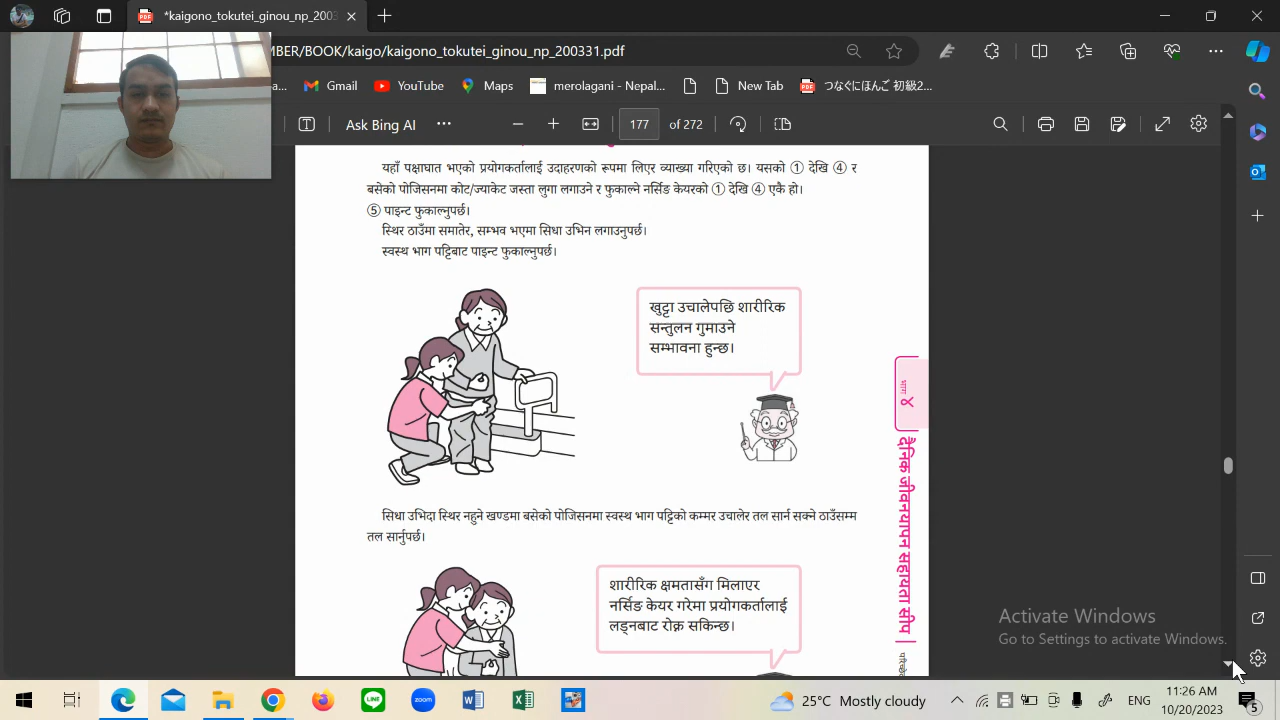 *kaigono_tokutei_ginou_np_2003
MBER/BOOK/kaigo/kaigono_tokutei_ginou_np_200331.pdf
a... Gmail YouTube Maps merolagani - Nepal... New Tab つなぐにほんご 初級2...
Ask Bing AI 177 of 272
यहाँ पक्षाघात भएको प्रयोगकर्तालाई उदाहरणको रूपमा लिएर व्याख्या गरिएको छ। यसको ① देखि ④ र
बसेको पोजिसनमा कोट/ज्याकेट जस्ता लुगा लगाउने र फुकाल्ने नर्सिङ केयरको ① देखि ④ एकै हो।
⑤ पाइन्ट फुकाल्नुपर्छ।
स्थिर ठाउँमा समातेर, सम्भव भएमा सिधा उभिन लगाउनुपर्छ।
स्वस्थ भाग पट्टिबाट पाइन्ट फुकाल्नुपर्छ।
खुट्टा उचालेपछि शारीरिक
सन्तुलन गुमाउने
सम्भावना हुन्छ।
सिधा उभिदा स्थिर नहुने खण्डमा बसेको पोजिसनमा स्वस्थ भाग पट्टिको कम्मर उचालेर तल सार्न सक्ने ठाउँसम्म
तल सार्नुपर्छ।
शारीरिक क्षमतासँग मिलाएर
नर्सिङ केयर गरेमा प्रयोगकर्तालाई
लड्नबाट रोक्न सकिन्छ।
भाग ४
दैनिक जीवनयापन सहायता सीप
परिच्छेद
Activate Windows
Go to Settings to activate Windows.
LINE zoom 25°C Mostly cloudy ENG 11:26 AM
10/20/2023 5